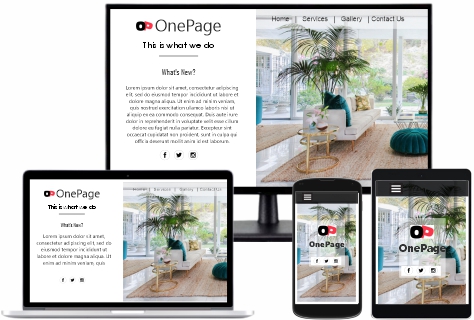 OnePage
Home | Services | Gallery | Contact Us
This is what we do
What's New?
Lorem ipsum dolor sit amet, consectetur adipiscing
elit, sed do eiusmod tempor incididunt ut labore et
dolore magna aliqua. Ut enim ad minim veniam,
quis nostrud exercitation ullamco laboris nisi ut aliquip
ex ea commodo consequat. Duis aute irure
dolor in reprehenderit in voluptate velit esse cillum
dolore eu fugiat nulla pariatur. Excepteur sint
occaecat cupidatat non proident, sunt in culpa qui
officia deserunt mollit anim id est laborum.
OnePage
Home | Services | Gallery | Contact Us
This is what we do
What's New?
Lorem ipsum dolor sit amet,
consectetur adipiscing elit, sed do
eiusmod tempor incididunt ut
labore et dolore magna aliqua. Ut
enim ad minim veniam, quis
OnePage
OnePage